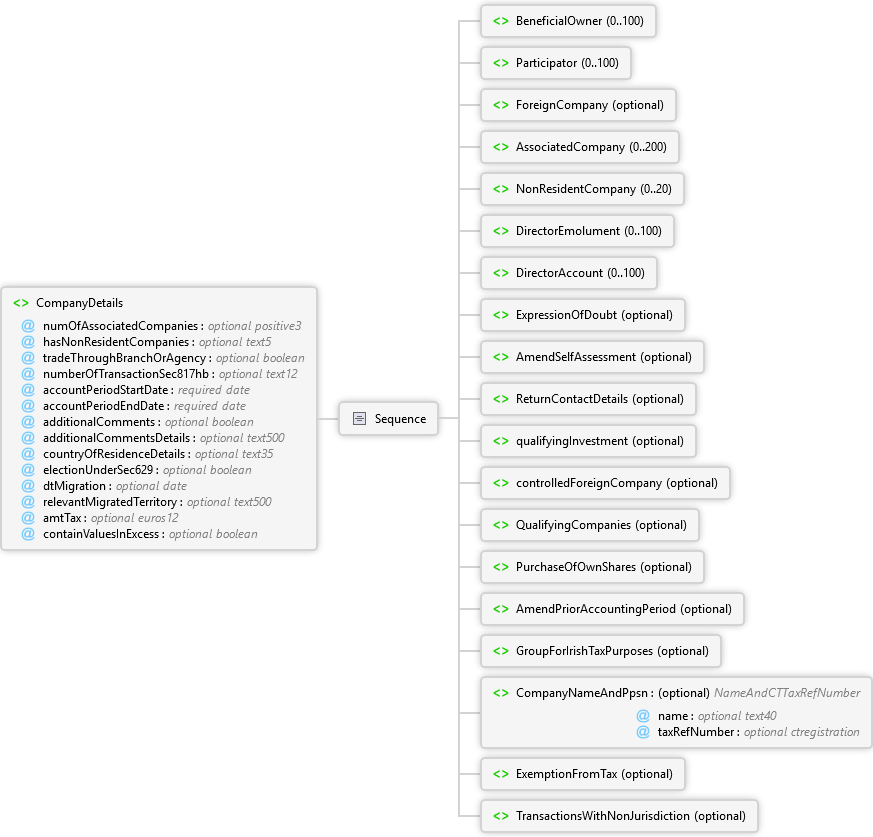 CompanyDetails
@ numOfAssociatedCompanies : optional positive3
@ hasNonResidentCompanies : optional text5
@ tradeThroughBranchOrAgency : optional boolean
@ numberOfTransactionSec817hb : optional text12
@ accountPeriodStartDate : required date
@ accountPeriodEndDate : required date
@ additionalComments : optional boolean
@ additionalCommentsDetails : optional text500
@ countryOfResidenceDetails : optional text35
@ electionUnderSec629 : optional boolean
@ dtMigration : optional date
@ relevantMigratedTerritory : optional text500
@ amtTax : optional euros12
@ containValuesInExcess : optional boolean
Sequence
<> BeneficialOwner (0..100)
<> Participator (0..100)
<> ForeignCompany (optional)
<> AssociatedCompany (0..200)
<> NonResidentCompany (0..20)
<> DirectorEmolument (0..100)
<> DirectorAccount (0..100)
<> ExpressionOfDoubt (optional)
<> AmendSelfAssessment (optional)
<> ReturnContactDetails (optional)
<> qualifyingInvestment (optional)
<> controlledForeignCompany (optional)
<> QualifyingCompanies (optional)
<> PurchaseOfOwnShares (optional)
<> AmendPriorAccountingPeriod (optional)
<> GroupForIrishTaxPurposes (optional)
<> CompanyNameAndPpsn : (optional) NameAndCTTaxRefNumber
@ name : optional text40
@ taxRefNumber : optional ctregistration
<> ExemptionFromTax (optional)
<> TransactionsWithNonJurisdiction (optional)